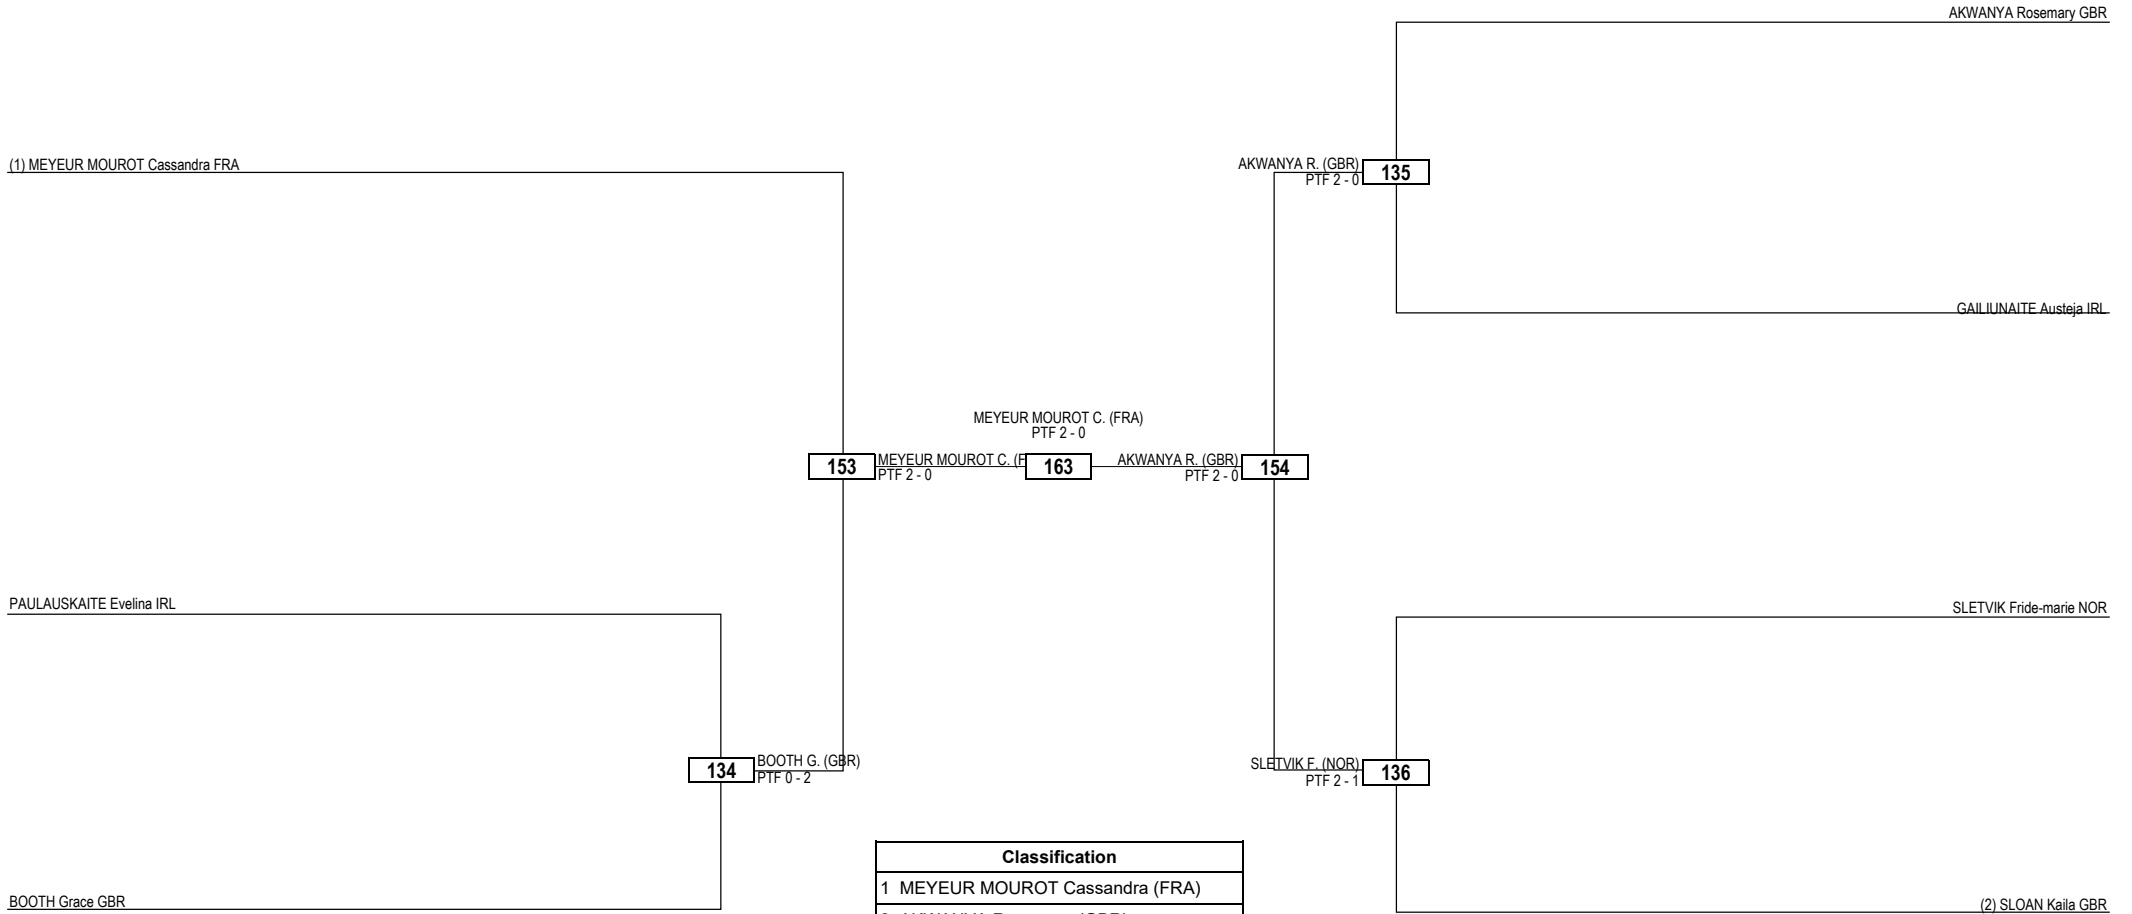 AKWANYA Rosemary GBR
(1) MEYEUR MOUROT Cassandra FRA
AKWANYA R. (GBR)
PTF 2 - 0
135
GAILIUNAITE Austeja IRL
MEYEUR MOUROT C. (FRA)
PTF 2 - 0
153
MEYEUR MOUROT C. (F
PTF 2 - 0
163
AKWANYA R. (GBR)
PTF 2 - 0
154
PAULAUSKAITE Evelina IRL
SLETVIK Fride-marie NOR
134
BOOTH G. (GBR)
PTF 0 - 2
SLETVIK F. (NOR)
PTF 2 - 1
136
Classification
1 MEYEUR MOUROT Cassandra (FRA)
BOOTH Grace GBR
(2) SLOAN Kaila GBR